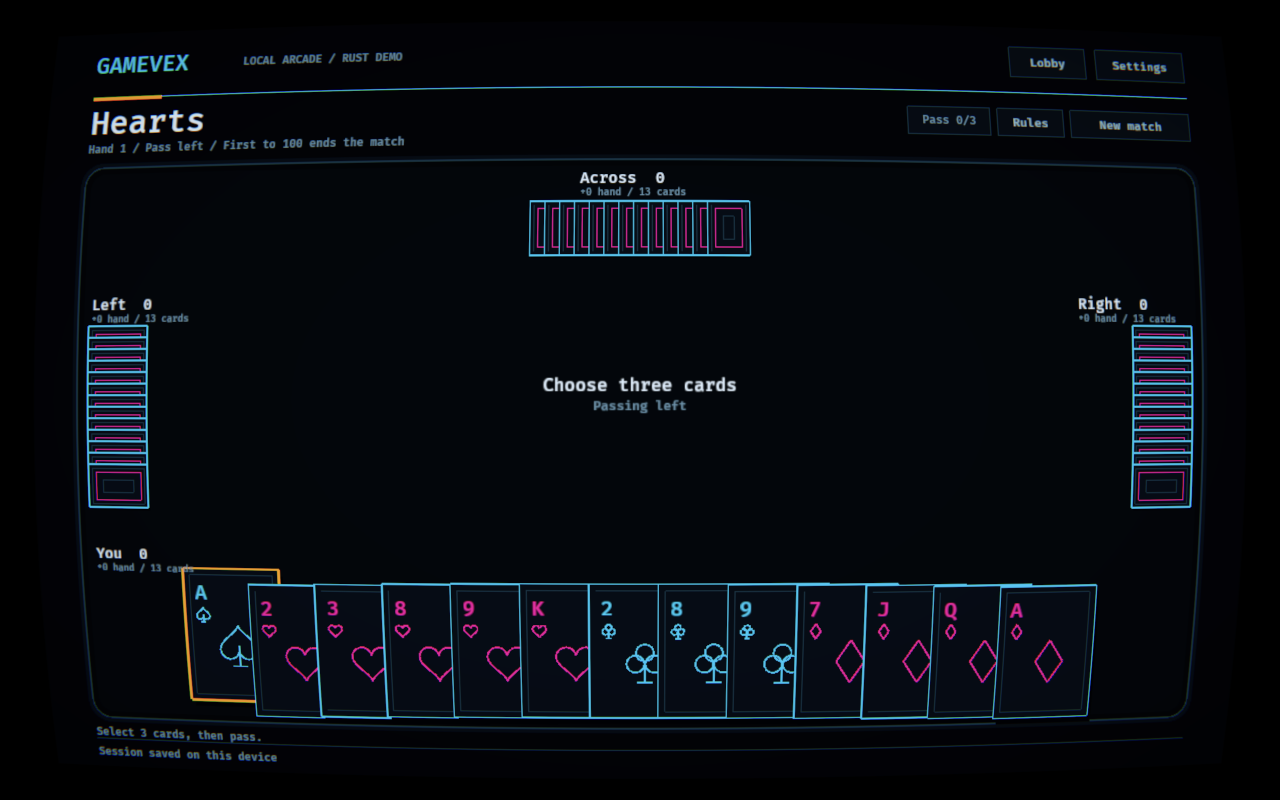 GAMEVEX
LOCAL ARCADE / RUST DEMO
Lobby
Settings
Hearts
Hand 1 / Pass left / First to 100 ends the match
Pass 0/3
Rules
New match
Across 0
+0 hand / 13 cards
Left 0
+0 hand / 13 cards
Right 0
+0 hand / 13 cards
Choose three cards
Passing left
You 0
+0 hand / 13 cards
A
2
3
8
9
K
2
8
9
7
J
Q
A
Select 3 cards, then pass.
Session saved on this device